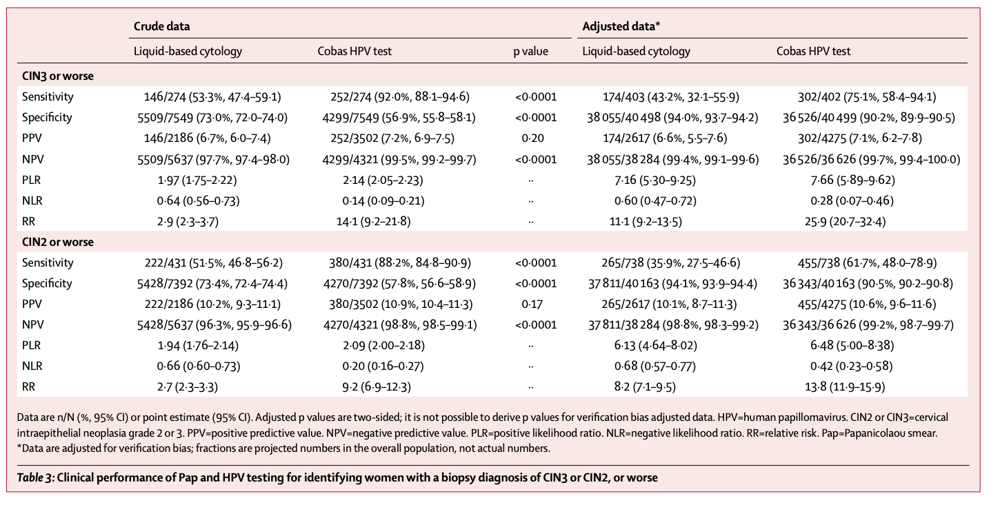 Crude data Adjusted data*
Liquid-based cytology Cobas HPV test p value Liquid-based cytology Cobas HPV test
CIN3 or worse
Sensitivity 146/274 (53·3%, 47·4–59·1) 252/274 (92·0%, 88·1–94·6) <0·0001 174/403 (43·2%, 32·1–55·9) 302/402 (75·1%, 58·4–94·1)
Specificity 5509/7549 (73·0%, 72·0–74·0) 4299/7549 (56·9%, 55·8–58·1) <0·0001 38 055/40 498 (94·0%, 93·7–94·2) 36 526/40 499 (90·2%, 89·9–90·5)
PPV 146/2186 (6·7%, 6·0–7·4) 252/3502 (7·2%, 6·9–7·5) 0·20 174/2617 (6·6%, 5·5–7·6) 302/4275 (7·1%, 6·2–7·8)
NPV 5509/5637 (97·7%, 97·4–98·0) 4299/4321 (99·5%, 99·2–99·7) <0·0001 38 055/38 284 (99·4%, 99·1–99·6) 36 526/36 626 (99·7%, 99·4–100·0)
PLR 1·97 (1·75–2·22) 2·14 (2·05–2·23) ·· 7·16 (5·30–9·25) 7·66 (5·89–9·62)
NLR 0·64 (0·56–0·73) 0·14 (0·09–0·21) ·· 0·60 (0·47–0·72) 0·28 (0·07–0·46)
RR 2·9 (2·3–3·7) 14·1 (9·2–21·8) ·· 11·1 (9·2–13·5) 25·9 (20·7–32·4)
CIN2 or worse
Sensitivity 222/431 (51·5%, 46·8–56·2) 380/431 (88·2%, 84·8–90·9) <0·0001 265/738 (35·9%, 27·5–46·6) 455/738 (61·7%, 48·0–78·9)
Specificity 5428/7392 (73·4%, 72·4–74·4) 4270/7392 (57·8%, 56·6–58·9) <0·0001 37 811/40 163 (94·1%, 93·9–94·4) 36 343/40 163 (90·5%, 90·2–90·8)
PPV 222/2186 (10·2%, 9·3–11·1) 380/3502 (10·9%, 10·4–11·3) 0·17 265/2617 (10·1%, 8·7–11·3) 455/4275 (10·6%, 9·6–11·6)
NPV 5428/5637 (96·3%, 95·9–96·6) 4270/4321 (98·8%, 98·5–99·1) <0·0001 37 811/38 284 (98·8%, 98·3–99·2) 36 343/36 626 (99·2%, 98·7–99·7)
PLR 1·94 (1·76–2·14) 2·09 (2·00–2·18) ·· 6·13 (4·64–8·02) 6·48 (5·00–8·38)
NLR 0·66 (0·60–0·73) 0·20 (0·16–0·27) ·· 0·68 (0·57–0·77) 0·42 (0·23–0·58)
RR 2·7 (2·3–3·3) 9·2 (6·9–12·3) ·· 8·2 (7·1–9·5) 13·8 (11·9–15·9)
Data are n/N (%, 95% CI) or point estimate (95% CI). Adjusted p values are two-sided; it is not possible to derive p values for verification bias adjusted data. HPV=human papillomavirus. CIN2 or CIN3=cervical
intraepithelial neoplasia grade 2 or 3. PPV=positive predictive value. NPV=negative predictive value. PLR=positive likelihood ratio. NLR=negative likelihood ratio. RR=relative risk. Pap=Papanicolaou smear.
*Data are adjusted for verification bias; fractions are projected numbers in the overall population, not actual numbers.
Table 3: Clinical performance of Pap and HPV testing for identifying women with a biopsy diagnosis of CIN3 or CIN2, or worse